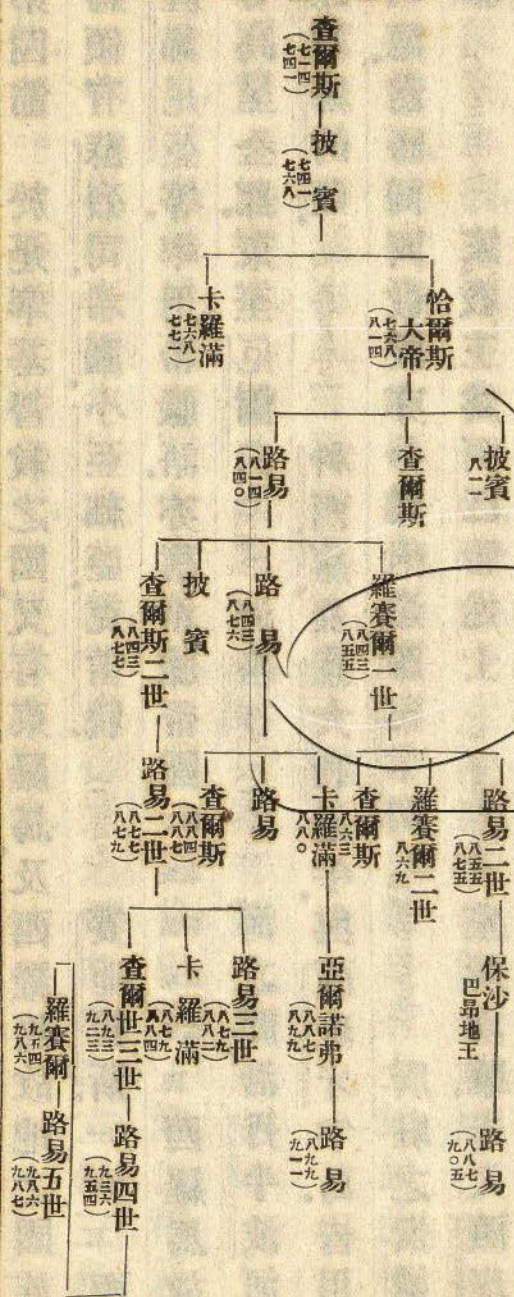 查爾斯
(七一四
七四一)
披賓
(七四一
七六八)
恰爾斯
大帝
(七六八
八一四)
卡羅滿
(七六八
七七一)
披賓
八一一
查爾斯
路易
(八一四
八四〇)
羅賽爾一世
(八四三
八五五)
路易
(八四三
八七六)
披賓
查爾斯二世
(八四三
八七七)
路易二世
(八五五
八七五)
羅賽爾二世
八六九
查爾斯
八六三
卡羅滿
八八〇
路易
查爾斯
(八八四
八八七)
路易二世
(八七七
八七九)
保沙
巴昂地王
亞爾諾弗
(八八七
八九九)
路易三世
(八七九
八八二)
卡羅滿
(八七九
八八四)
查爾世三世
(八九三
九二三)
羅賽爾
(九五四
九八六)
路易
(八八七
九〇五)
路易
(八九九
九一一)
路易四世
(九三六
九五四)
路易五世
(九八六
九八七)